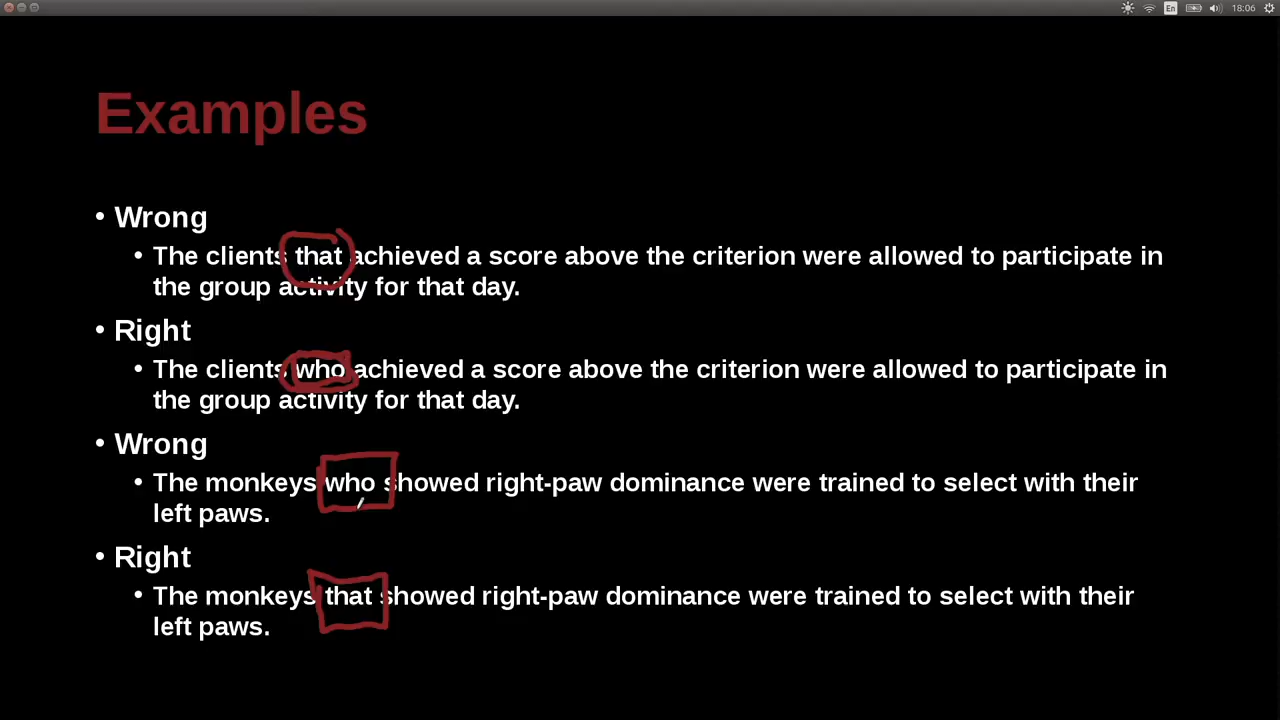 En 18:06
Examples
• Wrong
• The clients that achieved a score above the criterion were allowed to participate in
the group activity for that day.
• Right
• The clients who achieved a score above the criterion were allowed to participate in
the group activity for that day.
• Wrong
• The monkeys who showed right-paw dominance were trained to select with their
left paws.
• Right
• The monkeys that showed right-paw dominance were trained to select with their
left paws.